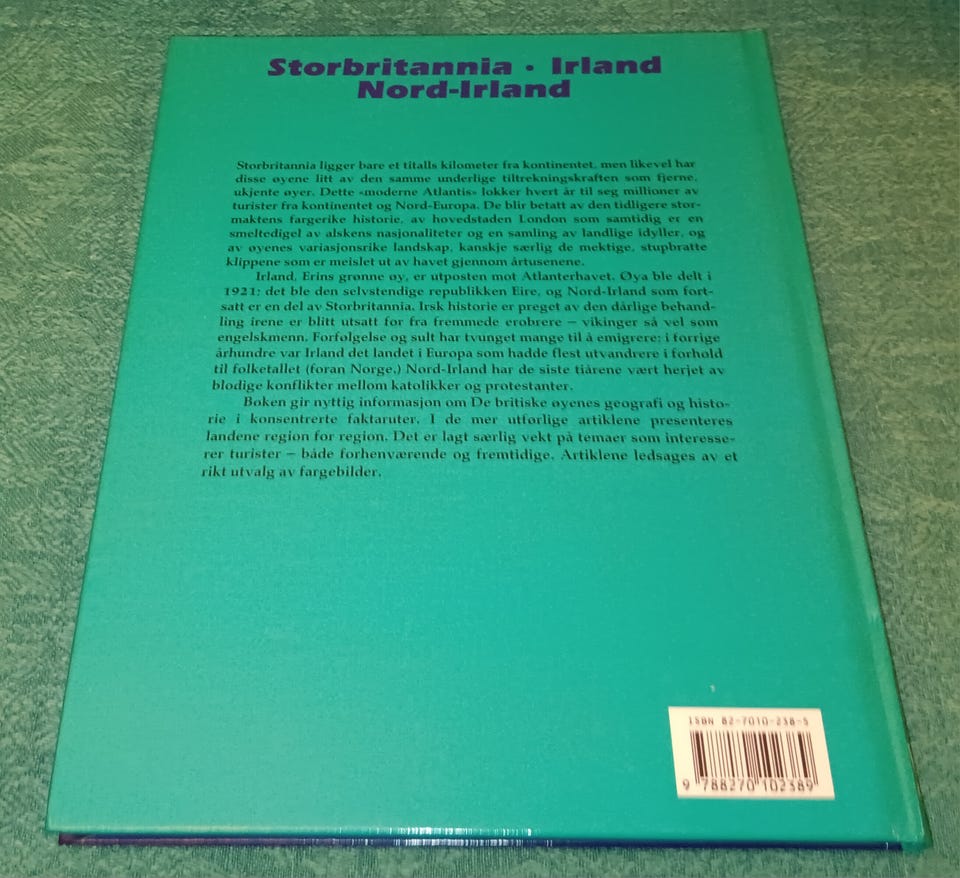 Storbritannia • Irland
Nord-Irland
Storbritannia ligger bare et titalls kilometer fra kontinentet, men likevel har
disse øyene litt av den samme underlige tiltrekningskraften som fjerne,
ukjente øyer. Dette «moderne Atlantis» lokker hvert år til seg millioner av
turister fra kontinentet og Nord-Europa. De blir betatt av den tidligere stor-
maktens fargerike historie, av hovedstaden London som samtidig er en
smeltedigel av alskens nasjonaliteter og en samling av landlige idyller, og
av øyenes variasjonsrike landskap, kanskje særlig de mektige, stupbratte
klippene som er meislet ut av havet gjennom årtusenene.
Irland, Erins grønne øy, er utposten mot Atlanterhavet. Øya ble delt i
1921: det ble den selvstendige republikken Eire, og Nord-Irland som fort-
satt er en del av Storbritannia. Irsk historie er preget av den dårlige behand-
ling irene er blitt utsatt for fra fremmede erobrere – vikinger så vel som
engelskmenn. Forfølgelse og sult har tvunget mange til å emigrere; i forrige
århundre var Irland det landet i Europa som hadde flest utvandrere i forhold
til folketallet (foran Norge.) Nord-Irland har de siste tiårene vært herjet av
blodige konflikter mellom katolikker og protestanter.
Boken gir nyttig informasjon om De britiske øyenes geografi og histo-
rie i konsentrerte faktaruter. I de mer utførlige artiklene presenteres
landene region for region. Det er lagt særlig vekt på temaer som interesse-
rer turister – både forhenværende og fremtidige. Artiklene ledsages av et
rikt utvalg av fargebilder.
ISBN 82-7010-238-5
9 788270 102389